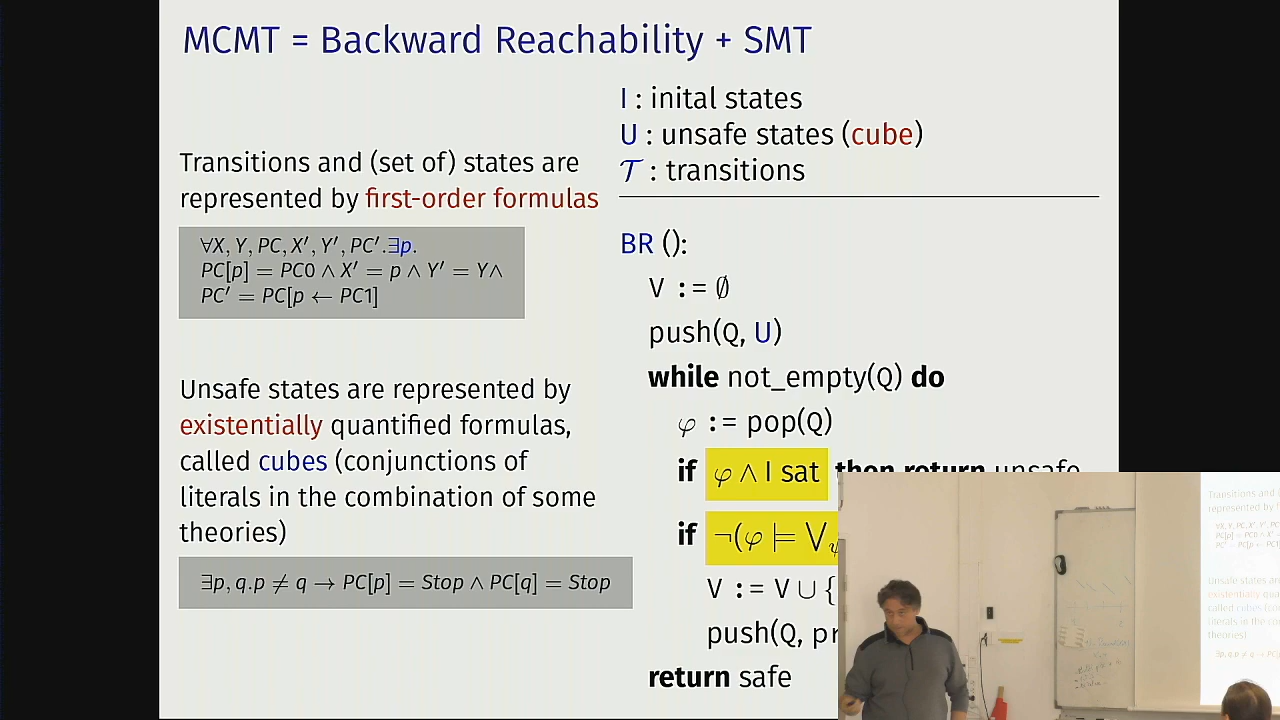 MCMT = Backward Reachability + SMT
Transitions and (set of) states are
represented by first-order formulas
∀X, Y, PC, X′, Y′, PC′.∃p.
PC[p] = PC0 ∧ X′ = p ∧ Y′ = Y∧
PC′ = PC[p ← PC1]
Unsafe states are represented by
existentially quantified formulas,
called cubes (conjunctions of
literals in the combination of some
theories)
∃p, q.p ≠ q → PC[p] = Stop ∧ PC[q] = Stop
I : inital states
U : unsafe states (cube)
𝒯 : transitions
BR ():
V := ∅
push(Q, U)
while not_empty(Q) do
φ := pop(Q)
if φ ∧ I sat then return unsafe
if ¬(φ ⊨ ⋁
V := V ∪ {
push(Q, pr
return safe